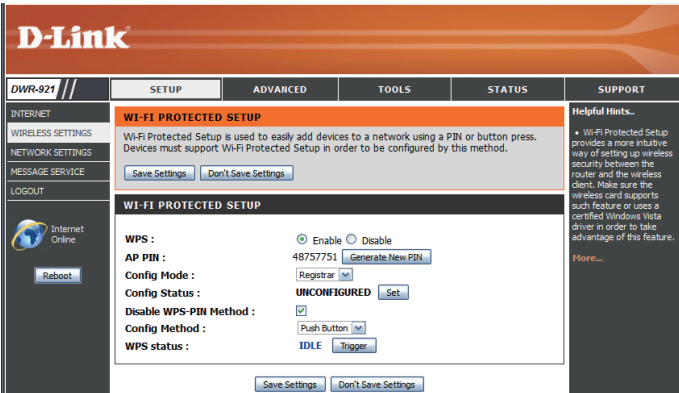 D-Link
DWR-921
SETUP
ADVANCED
TOOLS
STATUS
SUPPORT
INTERNET
WIRELESS SETTINGS
NETWORK SETTINGS
MESSAGE SERVICE
LOGOUT
Internet
Online
Reboot
WI-FI PROTECTED SETUP
Wi-Fi Protected Setup is used to easily add devices to a network using a PIN or button press.
Devices must support Wi-Fi Protected Setup in order to be configured by this method.
Save Settings Don't Save Settings
WI-FI PROTECTED SETUP
WPS : Enable Disable
AP PIN : 48757751 Generate New PIN
Config Mode : Registrar
Config Status : UNCONFIGURED Set
Disable WPS-PIN Method :
Config Method : Push Button
WPS status : IDLE Trigger
Save Settings Don't Save Settings
Helpful Hints..
• Wi-Fi Protected Setup
provides a more intuitive
way of setting up wireless
security between the
router and the wireless
client. Make sure the
wireless card supports
such feature or uses a
certified Windows Vista
driver in order to take
advantage of this feature.
More...